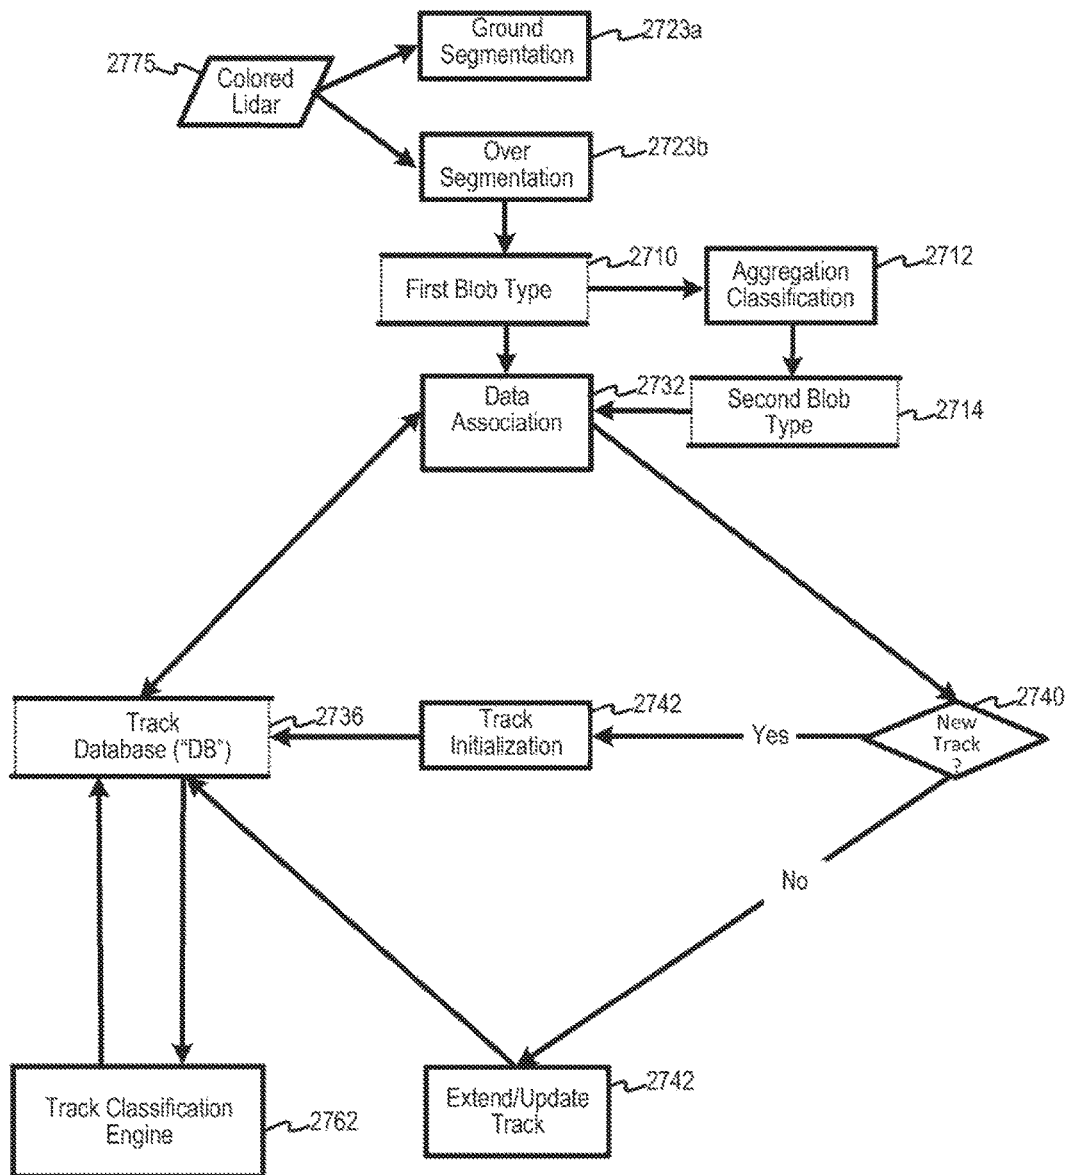 Ground
Segmentation
2723a
2775
Colored
Lidar
Over
Segmentation
2723b
First Blob Type
2710
Aggregation
Classification
2712
Data
Association
2732
Second Blob
Type
2714
Track
Database ("DB")
2736
Track
Initialization
2742
Yes
New
Track
?
2740
No
Track Classification
Engine
2762
Extend/Update
Track
2742